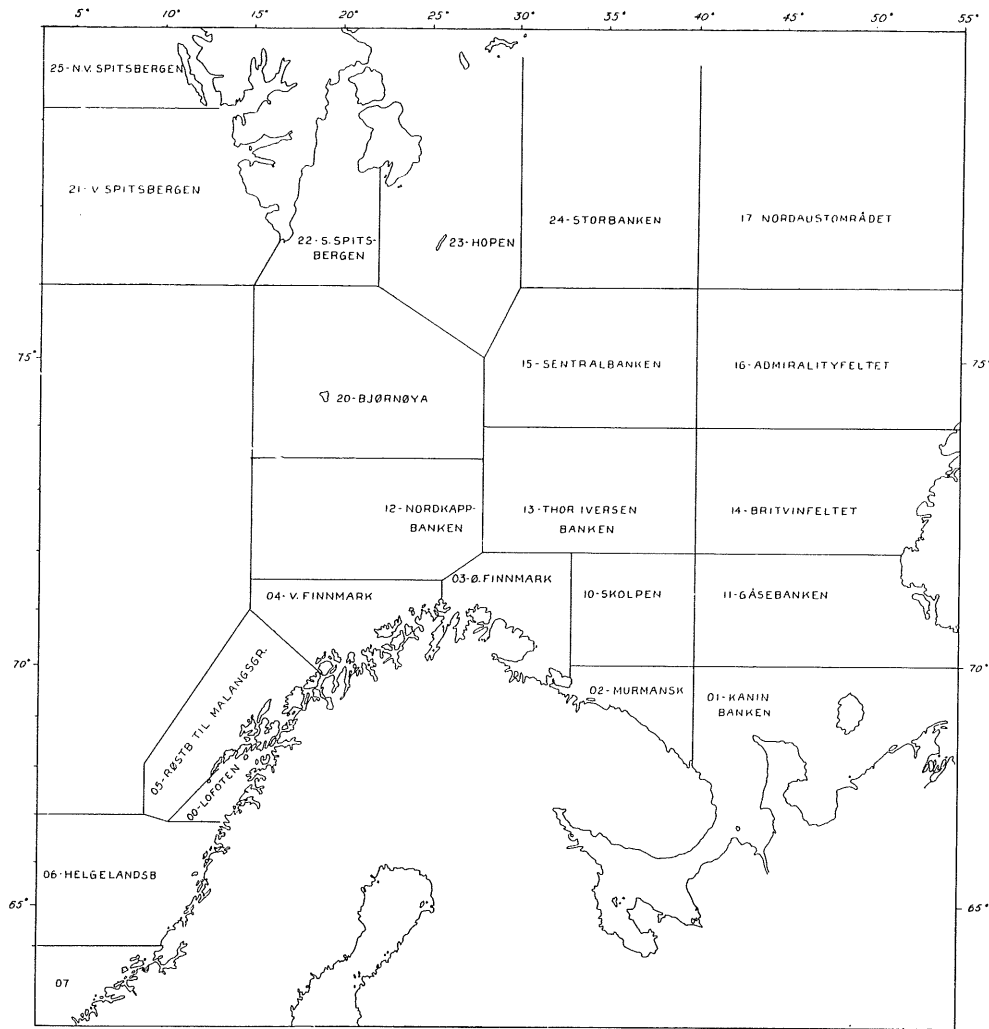 5° 10° 15° 20° 25° 30° 35° 40° 45° 50° 55°
25-N.V. SPITSBERGEN
21-V SPITSBERGEN
22-S.SPITS-
BERGEN
23-HOPEN
24-STORBANKEN
17 NORDAUSTOMRÅDET
75° 75°
15-SENTRALBANKEN
16-ADMIRALITYFELTET
20-BJØRNØYA
12-NORDKAPP-
BANKEN
13-THOR IVERSEN
BANKEN
14-BRITVINFELTET
04-V. FINNMARK
03-Ø. FINNMARK
10-SKOLPEN
11-GÅSEBANKEN
70° 70°
05-RØSTB TIL MALANGSGR.
02-MURMANSK
01-KANIN
BANKEN
00-LOFOTEN
06-HELGELANDSB
65° 65°
07